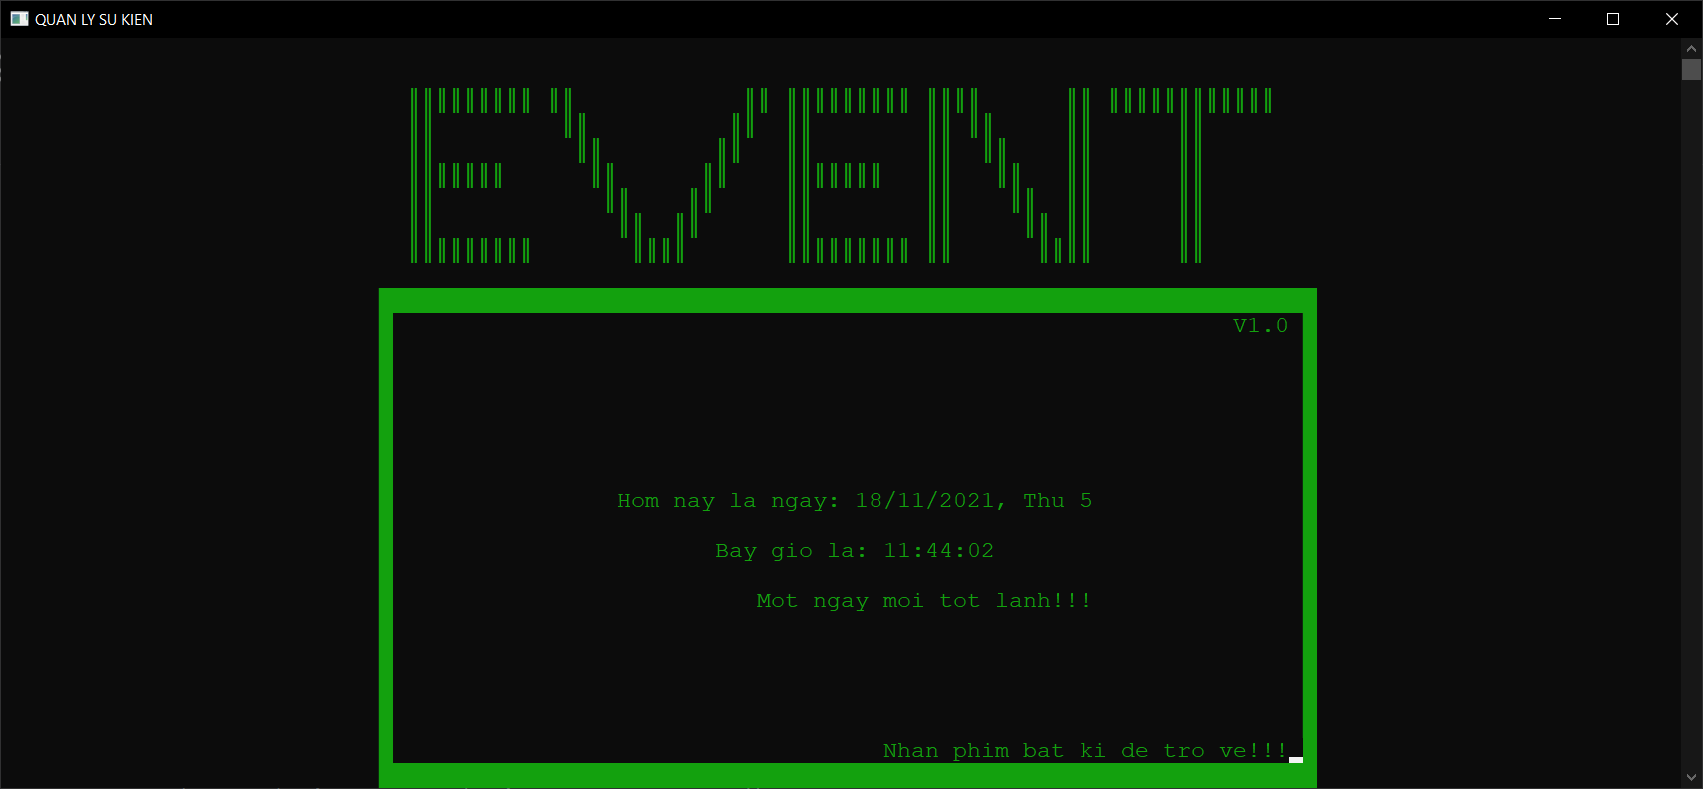 QUAN LY SU KIEN
EVENT
V1.0
Hom nay la ngay: 18/11/2021, Thu 5
Bay gio la: 11:44:02
Mot ngay moi tot lanh!!!
Nhan phim bat ki de tro ve!!!